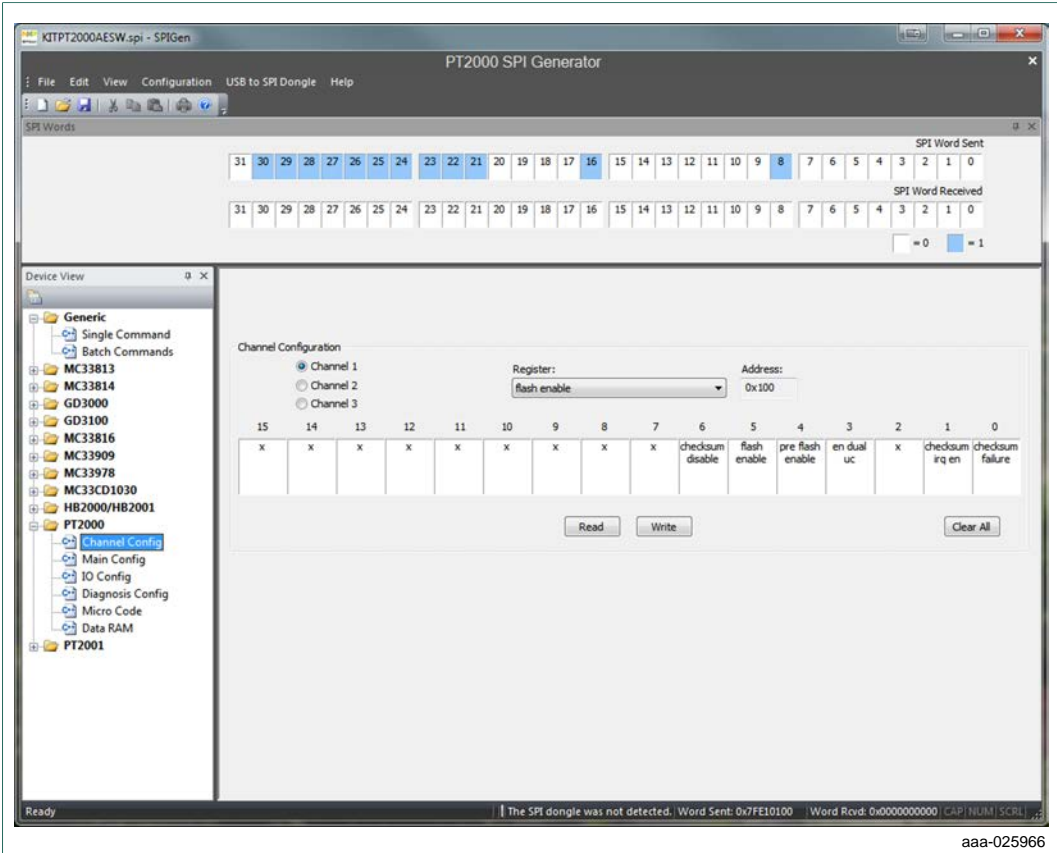 KITPT2000AESW.spi - SPIGen
PT2000 SPI Generator
File Edit View Configuration USB to SPI Dongle Help
SPI Words
SPI Word Sent
31 30 29 28 27 26 25 24 23 22 21 20 19 18 17 16 15 14 13 12 11 10 9 8 7 6 5 4 3 2 1 0
SPI Word Received
31 30 29 28 27 26 25 24 23 22 21 20 19 18 17 16 15 14 13 12 11 10 9 8 7 6 5 4 3 2 1 0
= 0 = 1
Device View
Generic
Single Command
Batch Commands
MC33813
MC33814
GD3000
GD3100
MC33816
MC33909
MC33978
MC33CD1030
HB2000/HB2001
PT2000
Channel Config
Main Config
IO Config
Diagnosis Config
Micro Code
Data RAM
PT2001
Channel Configuration
Channel 1
Channel 2
Channel 3
Register:
flash enable
Address:
0x100
15 14 13 12 11 10 9 8 7 6 5 4 3 2 1 0
x x x x x x x x x checksum flash pre flash en dual x checksum checksum
disable enable enable uc irq en failure
Read Write Clear All
Ready
The SPI dongle was not detected. Word Sent: 0x7FE10100 Word Rcvd: 0x0000000000 CAP NUM SCRL
aaa-025966